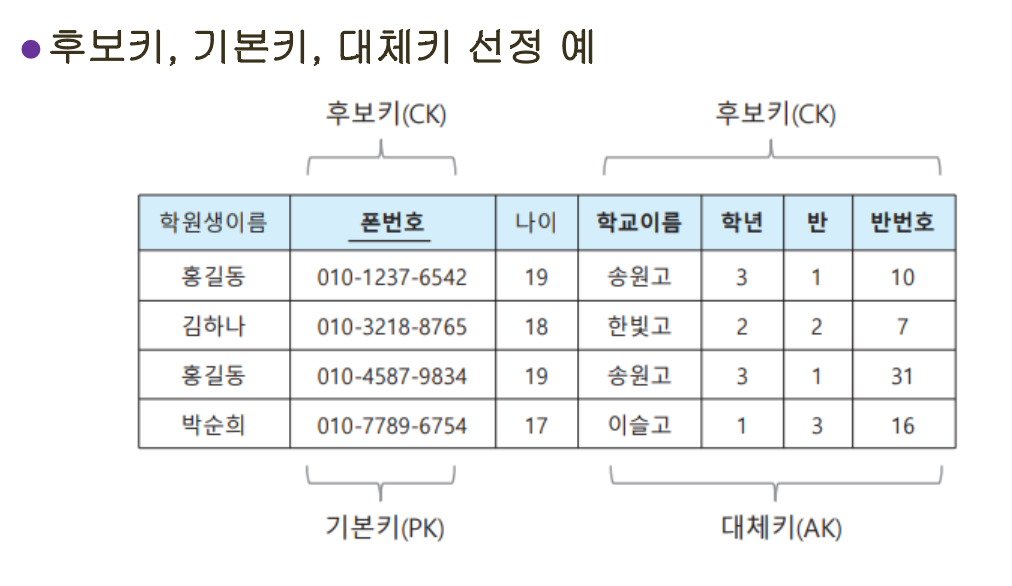 ●후보키, 기본키, 대체키 선정 예
후보키(CK) 후보키(CK)
학원생이름 폰번호 나이 학교이름 학년 반 반번호
홍길동 010-1237-6542 19 송원고 3 1 10
김하나 010-3218-8765 18 한빛고 2 2 7
홍길동 010-4587-9834 19 송원고 3 1 31
박순희 010-7789-6754 17 이슬고 1 3 16
기본키(PK) 대체키(AK)